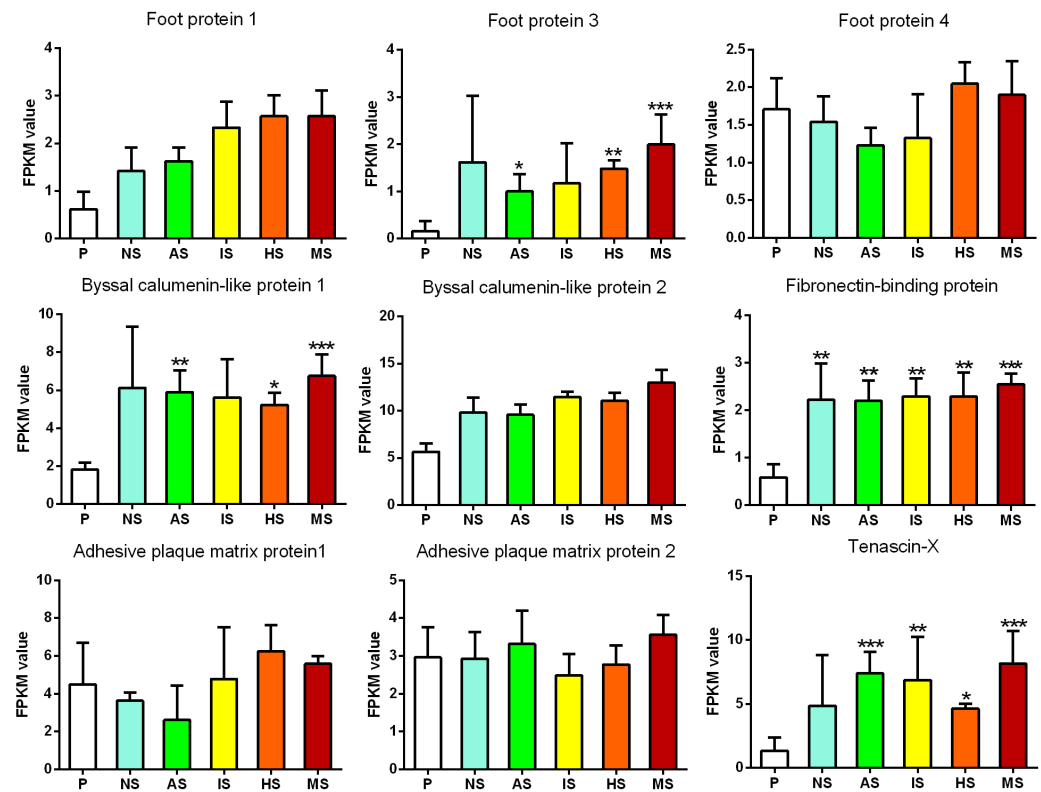 Foot protein 1
FPKM value
4
3
2
1
0
P NS AS IS HS MS
Foot protein 3
FPKM value
4
3
2
1
0
* ** ***
P NS AS IS HS MS
Foot protein 4
FPKM value
2.5
2.0
1.5
1.0
0.5
0.0
P NS AS IS HS MS
Byssal calumenin-like protein 1
FPKM value
10
8
6
4
2
0
** * ***
P NS AS IS HS MS
Byssal calumenin-like protein 2
FPKM value
20
15
10
5
0
P NS AS IS HS MS
Fibronectin-binding protein
FPKM value
4
3
2
1
0
** ** ** ** ***
P NS AS IS HS MS
Adhesive plaque matrix protein1
FPKM value
10
8
6
4
2
0
P NS AS IS HS MS
Adhesive plaque matrix protein 2
FPKM value
5
4
3
2
1
0
P NS AS IS HS MS
Tenascin-X
FPKM value
15
10
5
0
*** ** * ***
P NS AS IS HS MS